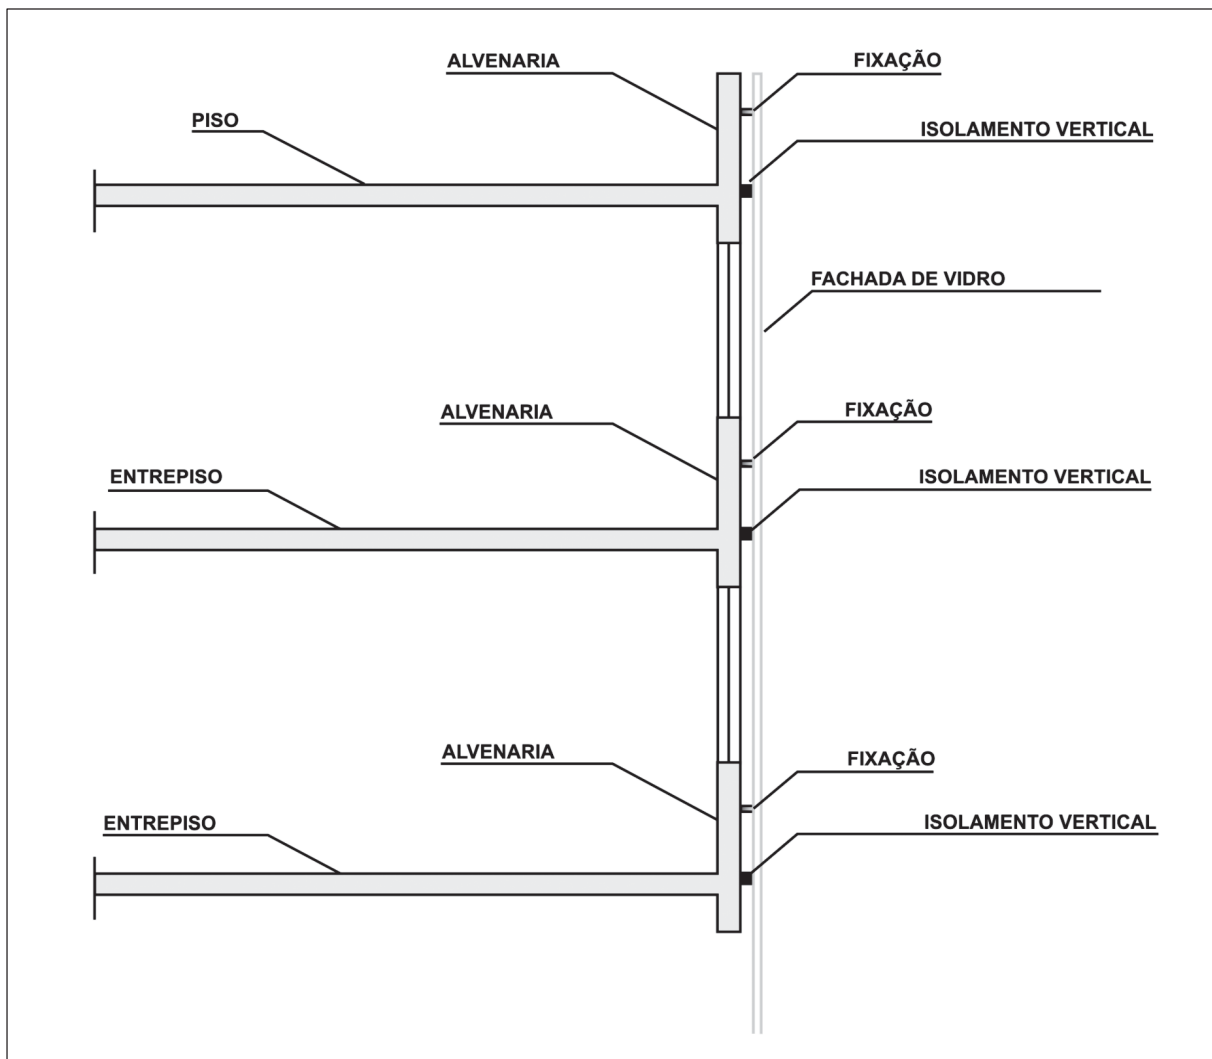 ALVENARIA
FIXAÇÃO
PISO
ISOLAMENTO VERTICAL
FACHADA DE VIDRO
ALVENARIA
FIXAÇÃO
ENTREPISO
ISOLAMENTO VERTICAL
ALVENARIA
FIXAÇÃO
ENTREPISO
ISOLAMENTO VERTICAL